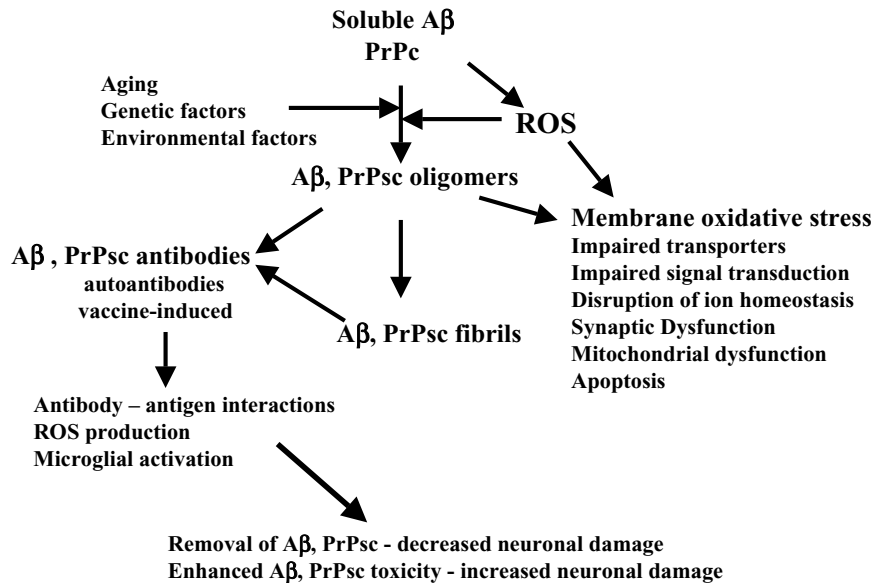 Soluble Aβ
PrPc
Aging
Genetic factors
Environmental factors
ROS
Aβ, PrPsc oligomers
Membrane oxidative stress
Impaired transporters
Impaired signal transduction
Disruption of ion homeostasis
Synaptic Dysfunction
Mitochondrial dysfunction
Apoptosis
Aβ , PrPsc antibodies
autoantibodies
vaccine-induced
Aβ, PrPsc fibrils
Antibody – antigen interactions
ROS production
Microglial activation
Removal of Aβ, PrPsc - decreased neuronal damage
Enhanced Aβ, PrPsc toxicity - increased neuronal damage